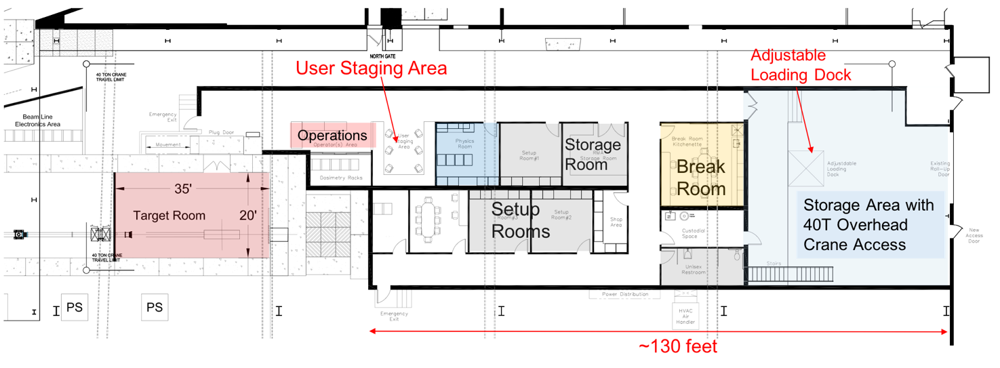 NORTH GATE
User Staging Area
Adjustable
Loading Dock
40 TON CRANE
TRAVEL LIMIT
Beam Line
Electronics Area
Emergency
Exit
Plug Door
Movement
Operations
Operator(s) Area
User
Staging
Area
Physics
Room
Setup
Room#1
Storage
Room
RMA
Storage Room
Break Room
Kitchenette
Break
Room
Adjustdable
Loading
Dock
Existing
Roll-Up
Door
Dosimetry Racks
35'
20'
Target Room
Setup
Rooms
Room#3
Setup
Room#2
Shop
Area
Custodial
Space
Unisex
Restroom
Storage Area with
40T Overhead
Crane Access
New
Access
Door
Stairs
40 TON CRANE
TRAVEL LIMIT
PS
PS
Emergency
Exit
Power Distribution
HVAC
Air
Handler
~130 feet